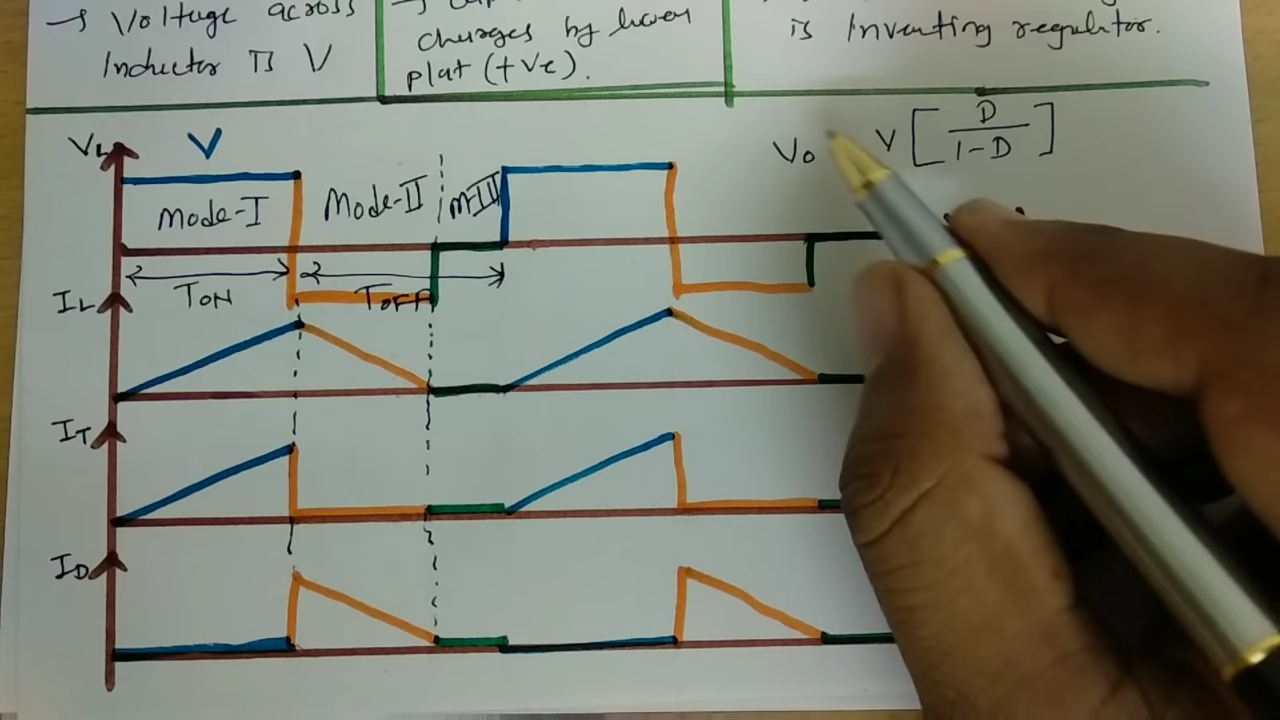 → Voltage across
Inductor is V
charges by lower
plat (+ve).
is Inverting regulator.
VL
V
Mode-I
Mode-II
M-III
TON
TOFF
Vo V [ D / 1-D ]
IL
IT
ID